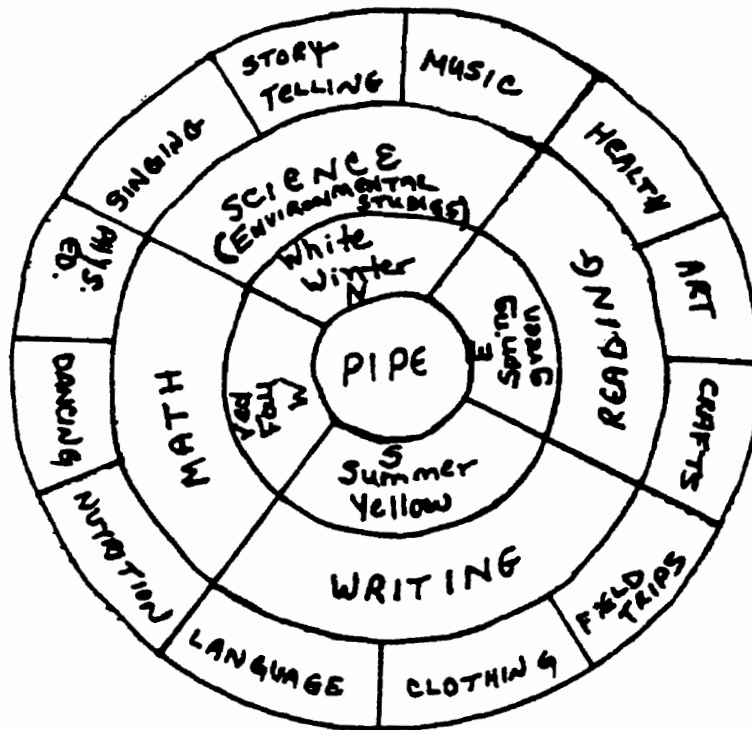 STORY
TELLING
MUSIC
HEALTH
ART
CRAFTS
FIELD
TRIPS
CLOTHING
LANGUAGE
NUTRITION
DANCING
PHYS.
ED.
SINGING
SCIENCE
(ENVIRONMENTAL
STUDIES)
READING
WRITING
MATH
White
Winter
N
E
Spring
Green
S
Summer
Yellow
W
Fall
red
PIPE